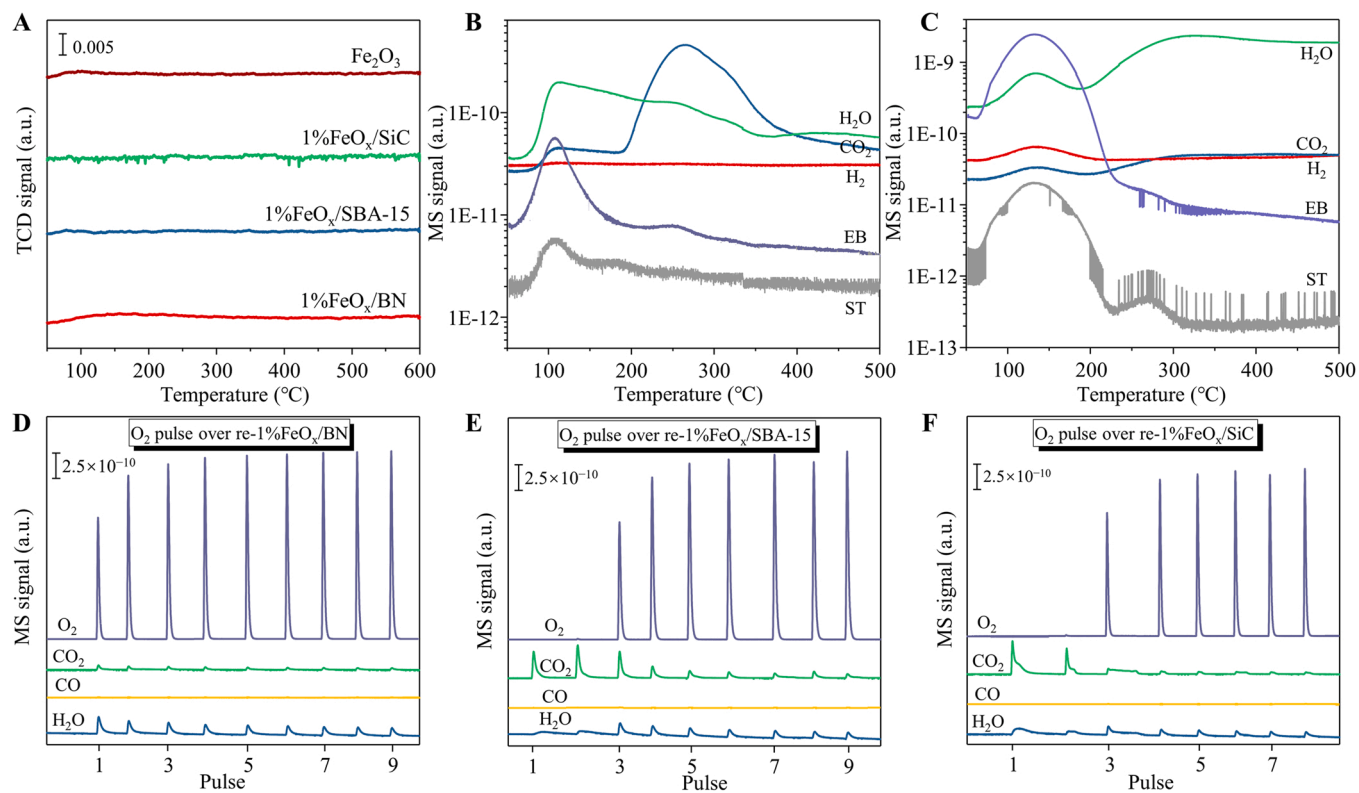 A
0.005
Fe₂O₃
1%FeOₓ/SiC
1%FeOₓ/SBA-15
1%FeOₓ/BN
TCD signal (a.u.)
100 200 300 400 500 600
Temperature (℃)
B
1E-10
1E-11
1E-12
MS signal (a.u.)
H₂O
CO₂
H₂
EB
ST
100 200 300 400 500
Temperature (℃)
C
1E-9
1E-10
1E-11
1E-12
1E-13
MS signal (a.u.)
H₂O
CO₂
H₂
EB
ST
100 200 300 400 500
Temperature (℃)
D
O₂ pulse over re-1%FeOₓ/BN
2.5×10⁻¹⁰
MS signal (a.u.)
O₂
CO₂
CO
H₂O
1 3 5 7 9
Pulse
E
O₂ pulse over re-1%FeOₓ/SBA-15
2.5×10⁻¹⁰
MS signal (a.u.)
O₂
CO₂
CO
H₂O
1 3 5 7 9
Pulse
F
O₂ pulse over re-1%FeOₓ/SiC
2.5×10⁻¹⁰
MS signal (a.u.)
O₂
CO₂
CO
H₂O
1 3 5 7
Pulse